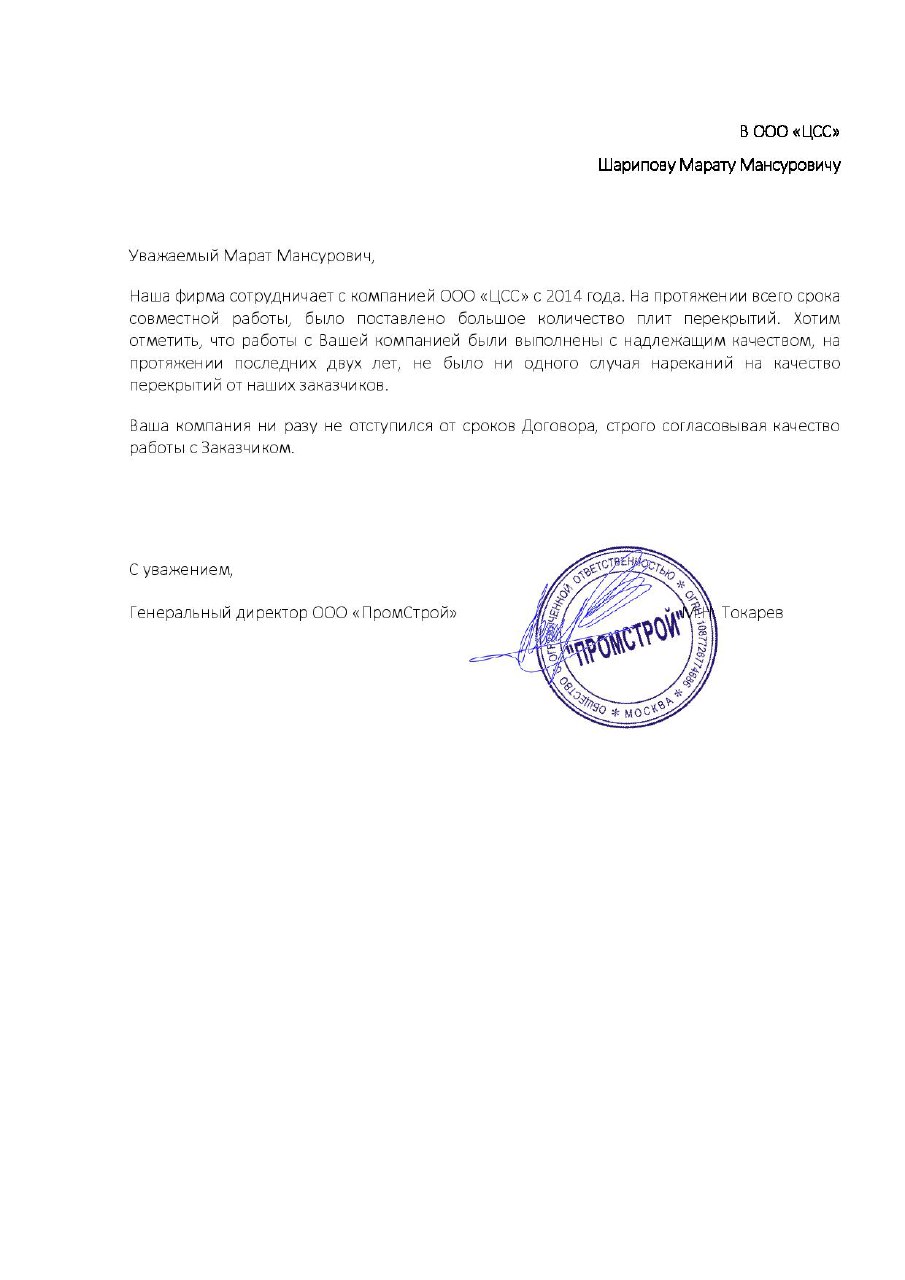 В ООО «ЦСС»
Шарипову Марату Мансуровичу
Уважаемый Марат Мансурович,
Наша фирма сотрудничает с компанией ООО «ЦСС» с 2014 года. На протяжении всего срока
совместной работы, было поставлено большое количество плит перекрытий. Хотим
отметить, что работы с Вашей компанией были выполнены с надлежащим качеством, на
протяжении последних двух лет, не было ни одного случая нареканий на качество
перекрытий от наших заказчиков.
Ваша компания ни разу не отступился от сроков Договора, строго согласовывая качество
работы с Заказчиком.
С уважением,
Генеральный директор ООО «ПромСтрой»
Токарев
ОБЩЕСТВО С ОГРАНИЧЕННОЙ ОТВЕТСТВЕННОСТЬЮ * ОГРН 1087726774686 * МОСКВА *
"ПРОМСТРОЙ"